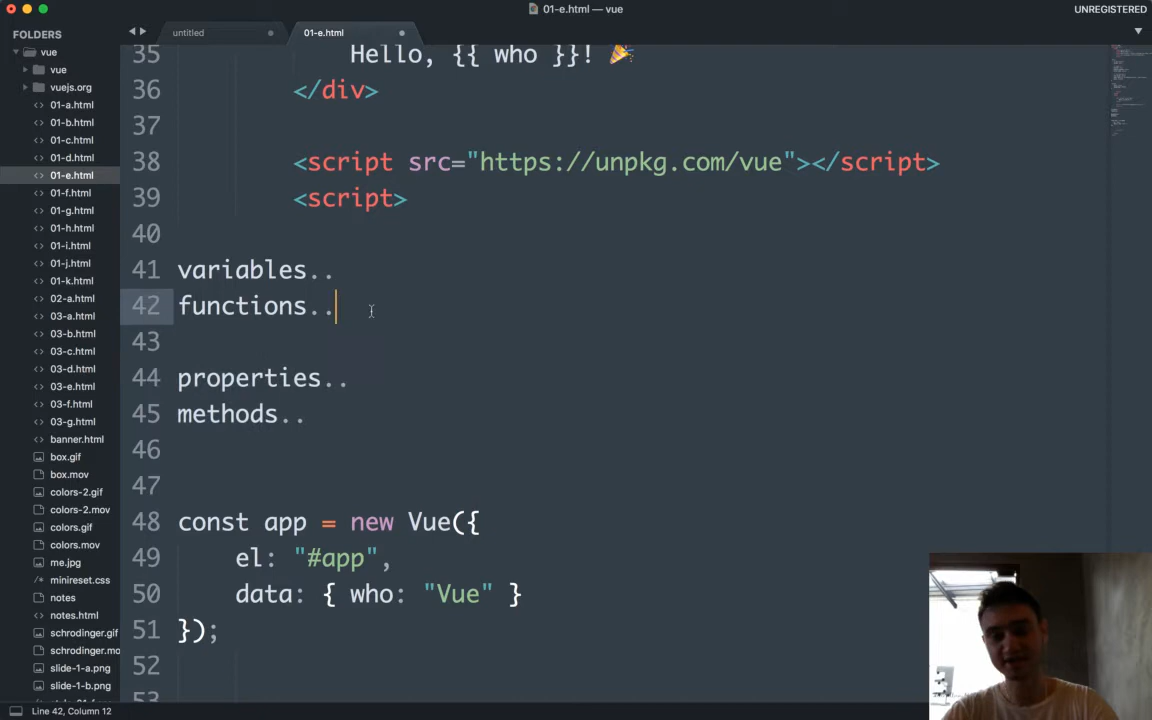 01-e.html — vue
UNREGISTERED
FOLDERS
vue
vue
vuejs.org
01-a.html
01-b.html
01-c.html
01-d.html
01-e.html
01-f.html
01-g.html
01-h.html
01-i.html
01-j.html
01-k.html
02-a.html
03-a.html
03-b.html
03-c.html
03-d.html
03-e.html
03-f.html
03-g.html
banner.html
box.gif
box.mov
colors-2.gif
colors-2.mov
colors.gif
colors.mov
me.jpg
minireset.css
notes
notes.html
schrodinger.gif
schrodinger.mo
slide-1-a.png
slide-1-b.png
untitled
01-e.html
35 Hello, {{ who }}! 🎉
36 </div>
37
38 <script src="https://unpkg.com/vue"></script>
39 <script>
40
41 variables..
42 functions..
43
44 properties..
45 methods..
46
47
48 const app = new Vue({
49 el: "#app",
50 data: { who: "Vue" }
51 });
52
53
Line 42, Column 12